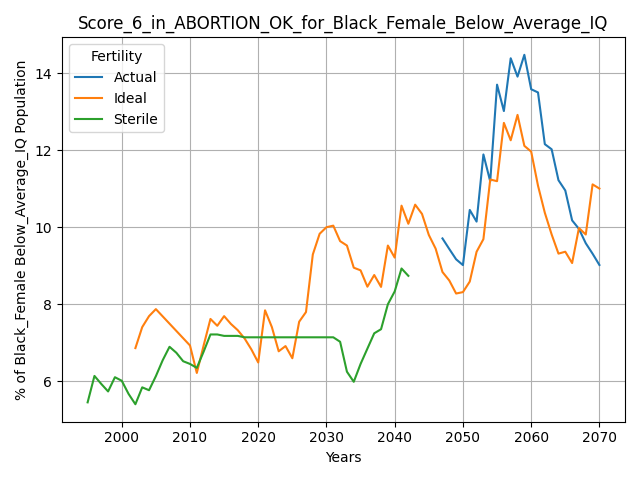 Score_6_in_ABORTION_OK_for_Black_Female_Below_Average_IQ
Fertility
Actual
Ideal
Sterile
% of Black_Female Below_Average_IQ Population
14
12
10
8
6
2000 2010 2020 2030 2040 2050 2060 2070
Years